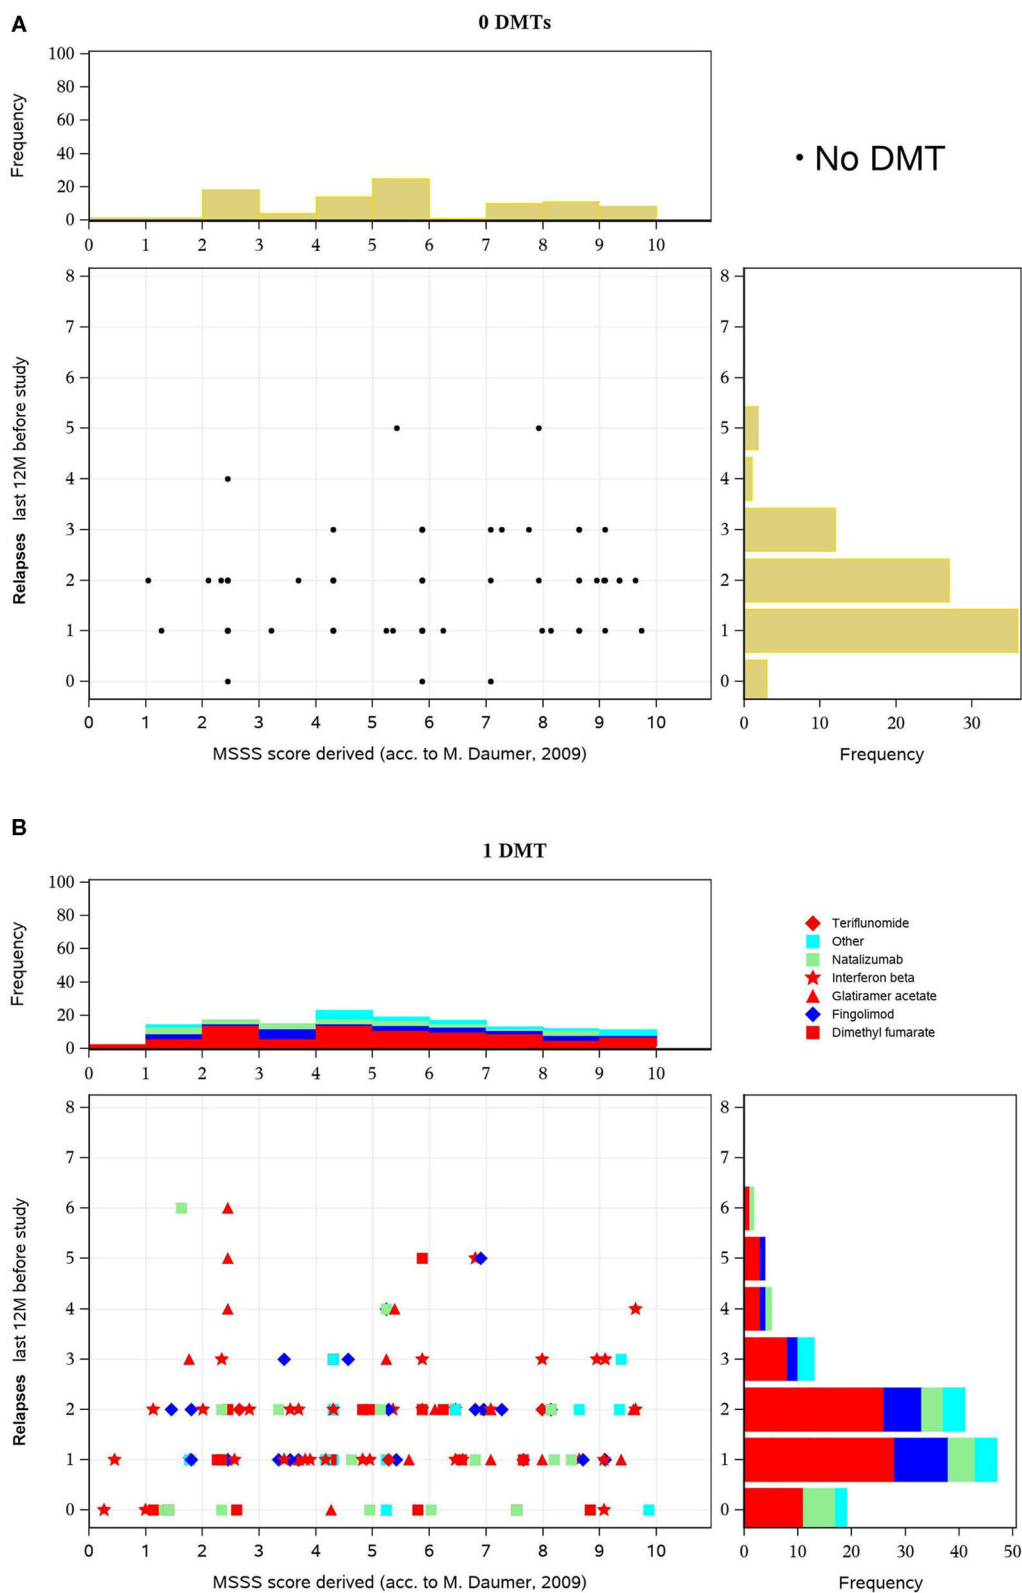 A
0 DMTs
100
80
60
40
20
0
Frequency
0 1 2 3 4 5 6 7 8 9 10
• No DMT
8
7
6
5
4
3
2
1
0
Relapses last 12M before study
0 1 2 3 4 5 6 7 8 9 10
MSSS score derived (acc. to M. Daumer, 2009)
8
7
6
5
4
3
2
1
0
0 10 20 30
Frequency
B
1 DMT
100
80
60
40
20
0
Frequency
0 1 2 3 4 5 6 7 8 9 10
Teriflunomide
Other
Natalizumab
Interferon beta
Glatiramer acetate
Fingolimod
Dimethyl fumarate
8
7
6
5
4
3
2
1
0
Relapses last 12M before study
0 1 2 3 4 5 6 7 8 9 10
MSSS score derived (acc. to M. Daumer, 2009)
8
7
6
5
4
3
2
1
0
0 10 20 30 40 50
Frequency